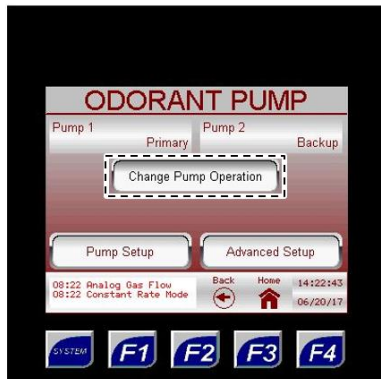 ODORANT PUMP
Pump 1
Primary
Pump 2
Backup
Change Pump Operation
Pump Setup
Advanced Setup
08:22 Analog Gas Flow
08:22 Constant Rate Mode
Back
Home
14:22:43
06/20/17
SYSTEM
F1
F2
F3
F4